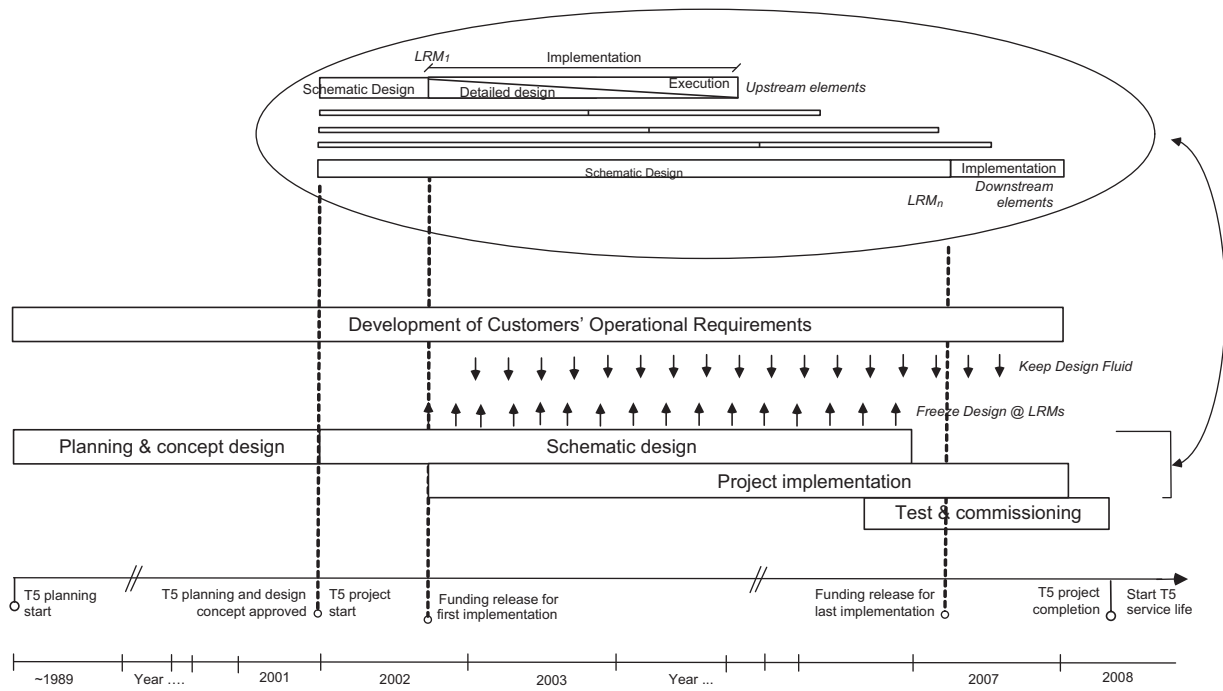 LRM1
Implementation
Schematic Design
Detailed design
Execution
Upstream elements
Schematic Design
Implementation
LRMn
Downstream
elements
Development of Customers' Operational Requirements
Keep Design Fluid
Freeze Design @ LRMs
Planning & concept design
Schematic design
Project implementation
Test & commissioning
T5 planning
start
T5 planning and design
concept approved
T5 project
start
Funding release for
first implementation
Funding release for
last implementation
T5 project
completion
Start T5
service life
~1989
Year ....
2001
2002
2003
Year ...
2007
2008